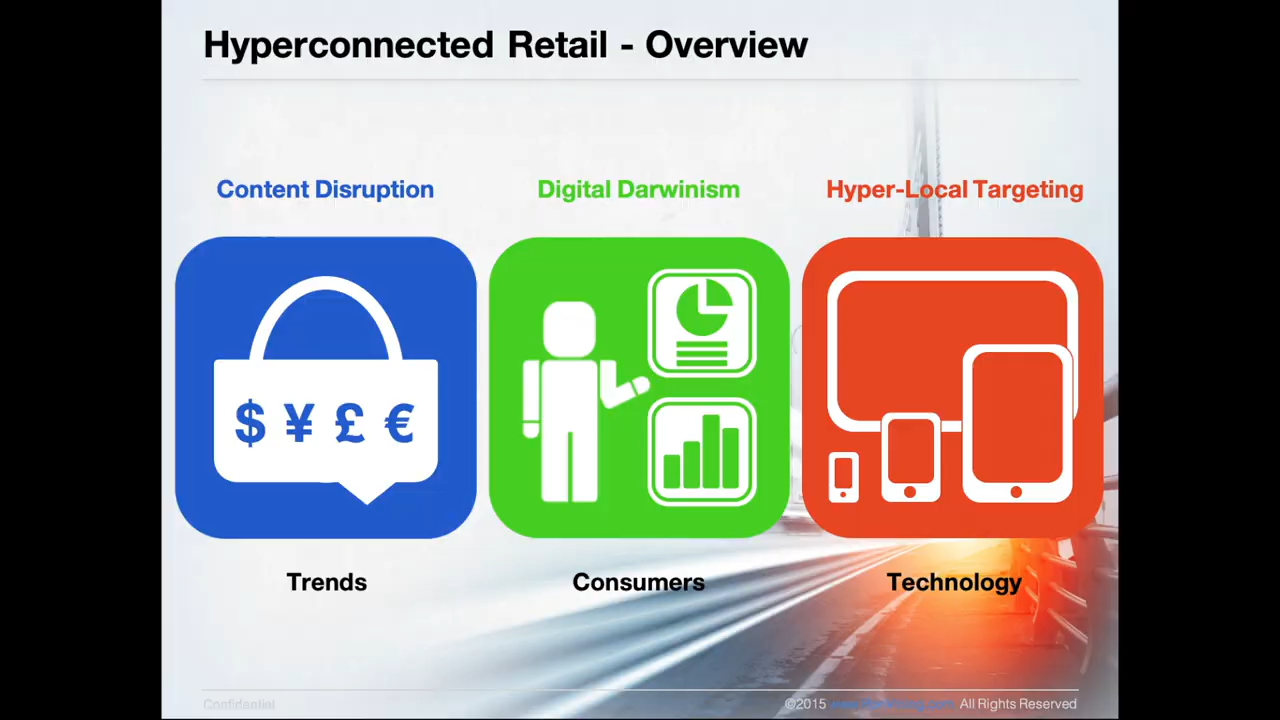 Hyperconnected Retail - Overview
Content Disruption
Digital Darwinism
Hyper-Local Targeting
$ ¥ £ €
Trends
Consumers
Technology
Confidential
©2015 All Rights Reserved